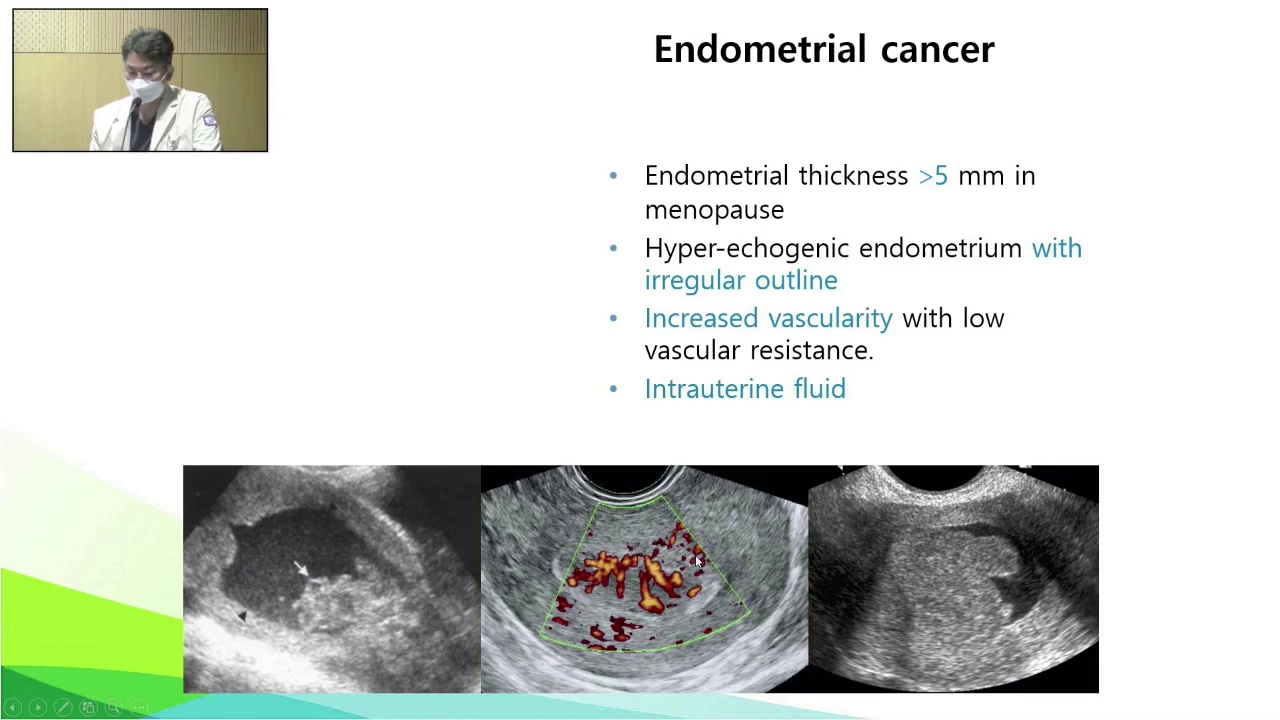 Endometrial cancer
• Endometrial thickness >5 mm in
menopause
• Hyper-echogenic endometrium with
irregular outline
• Increased vascularity with low
vascular resistance.
• Intrauterine fluid